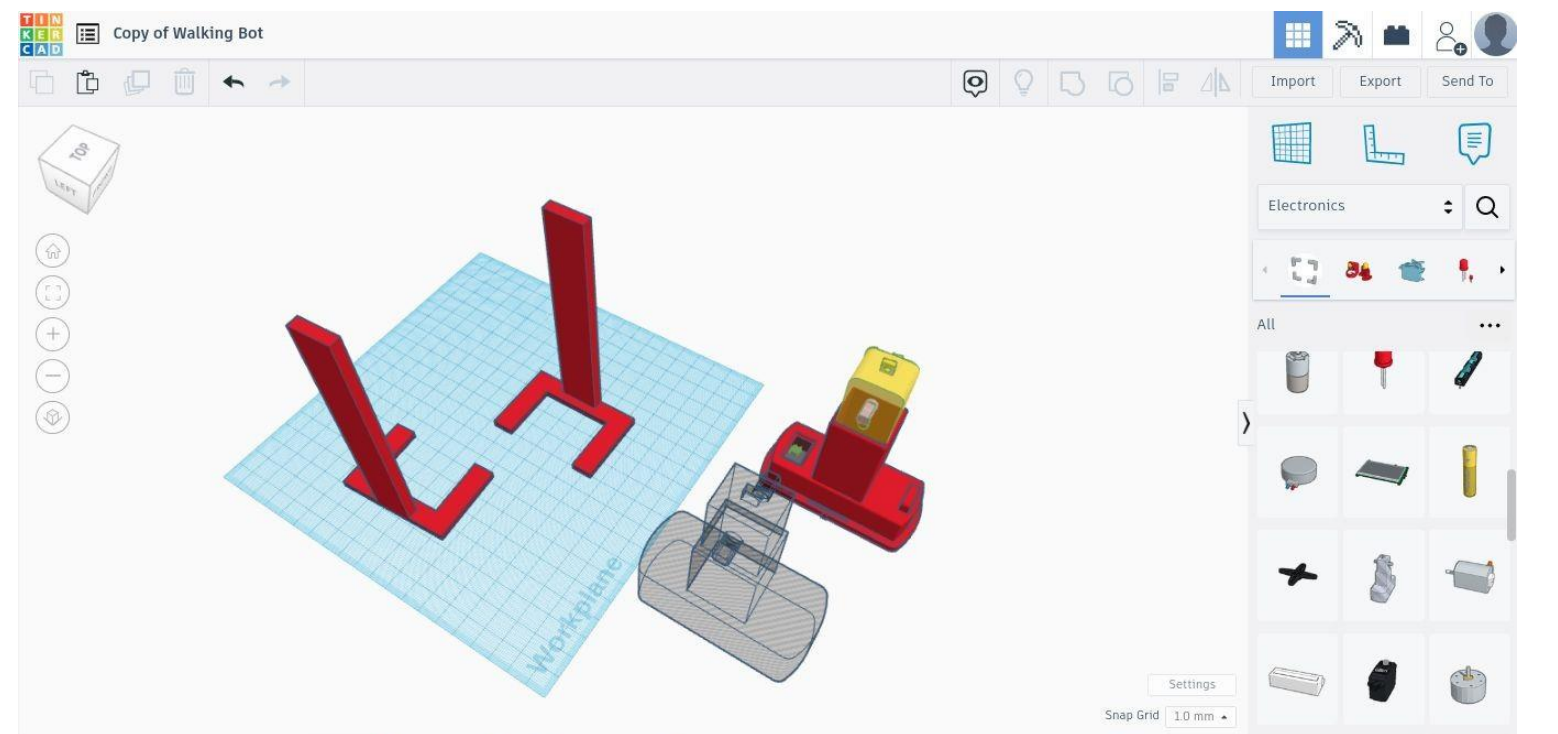 TIN
KER
CAD
Copy of Walking Bot
Import
Export
Send To
TOP
LEFT
Electronics
All
Workplane
Settings
Snap Grid
1.0 mm